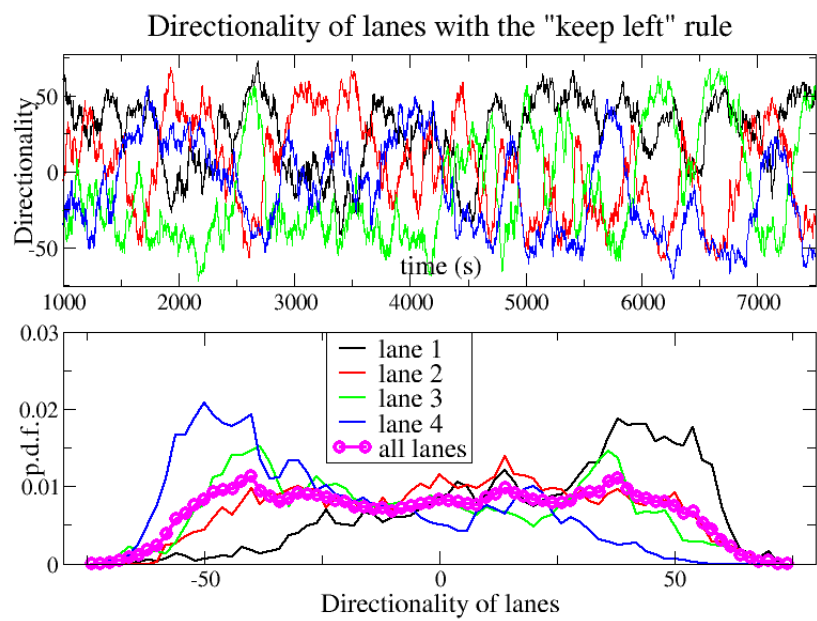 Directionality of lanes with the "keep left" rule
Directionality
50
0
-50
time (s)
1000 2000 3000 4000 5000 6000 7000
p.d.f.
0.03
0.02
0.01
0
lane 1
lane 2
lane 3
lane 4
all lanes
-50 0 50
Directionality of lanes